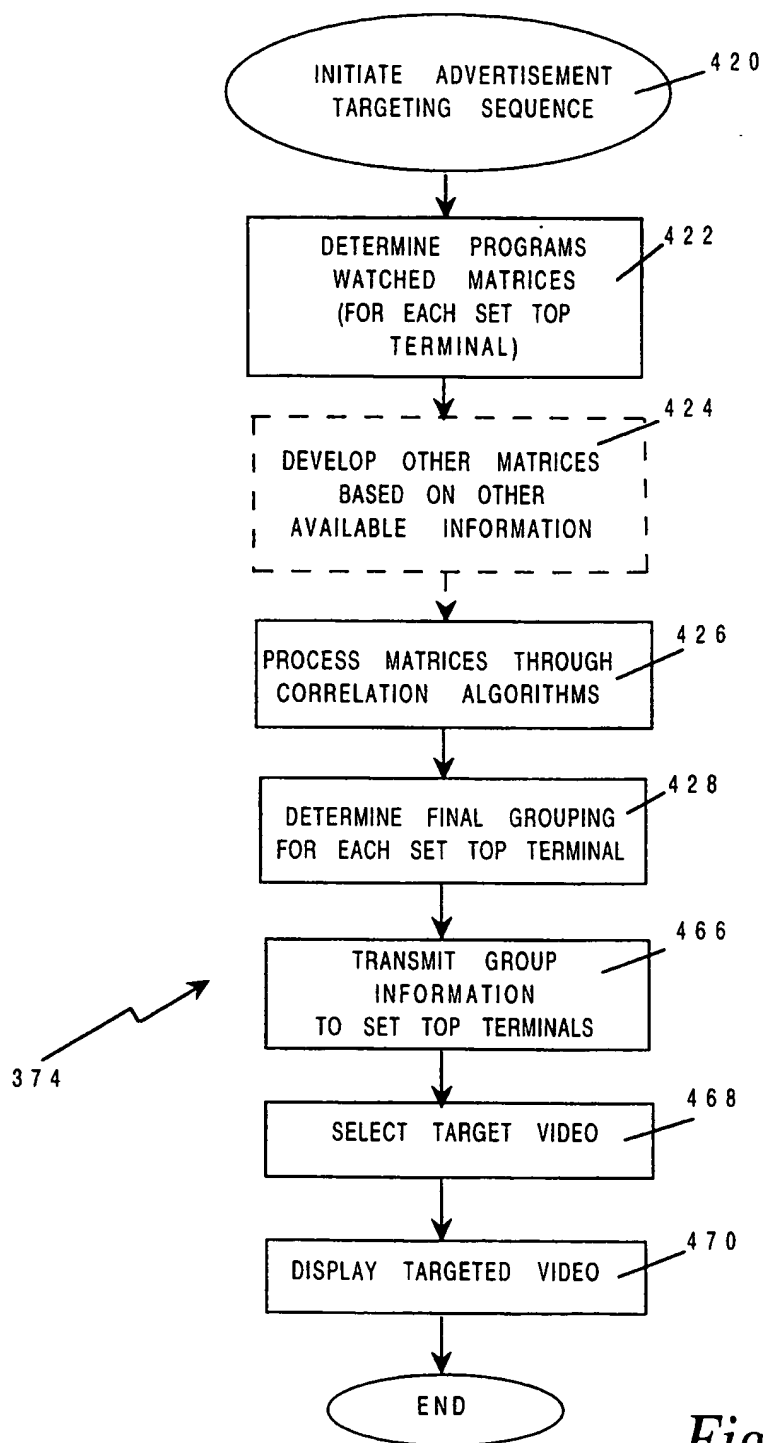 INITIATE ADVERTISEMENT
TARGETING SEQUENCE
420
DETERMINE PROGRAMS
WATCHED MATRICES
(FOR EACH SET TOP
TERMINAL)
422
424
DEVELOP OTHER MATRICES
BASED ON OTHER
AVAILABLE INFORMATION
426
PROCESS MATRICES THROUGH
CORRELATION ALGORITHMS
428
DETERMINE FINAL GROUPING
FOR EACH SET TOP TERMINAL
466
TRANSMIT GROUP
INFORMATION
TO SET TOP TERMINALS
374
468
SELECT TARGET VIDEO
470
DISPLAY TARGETED VIDEO
END
Fig